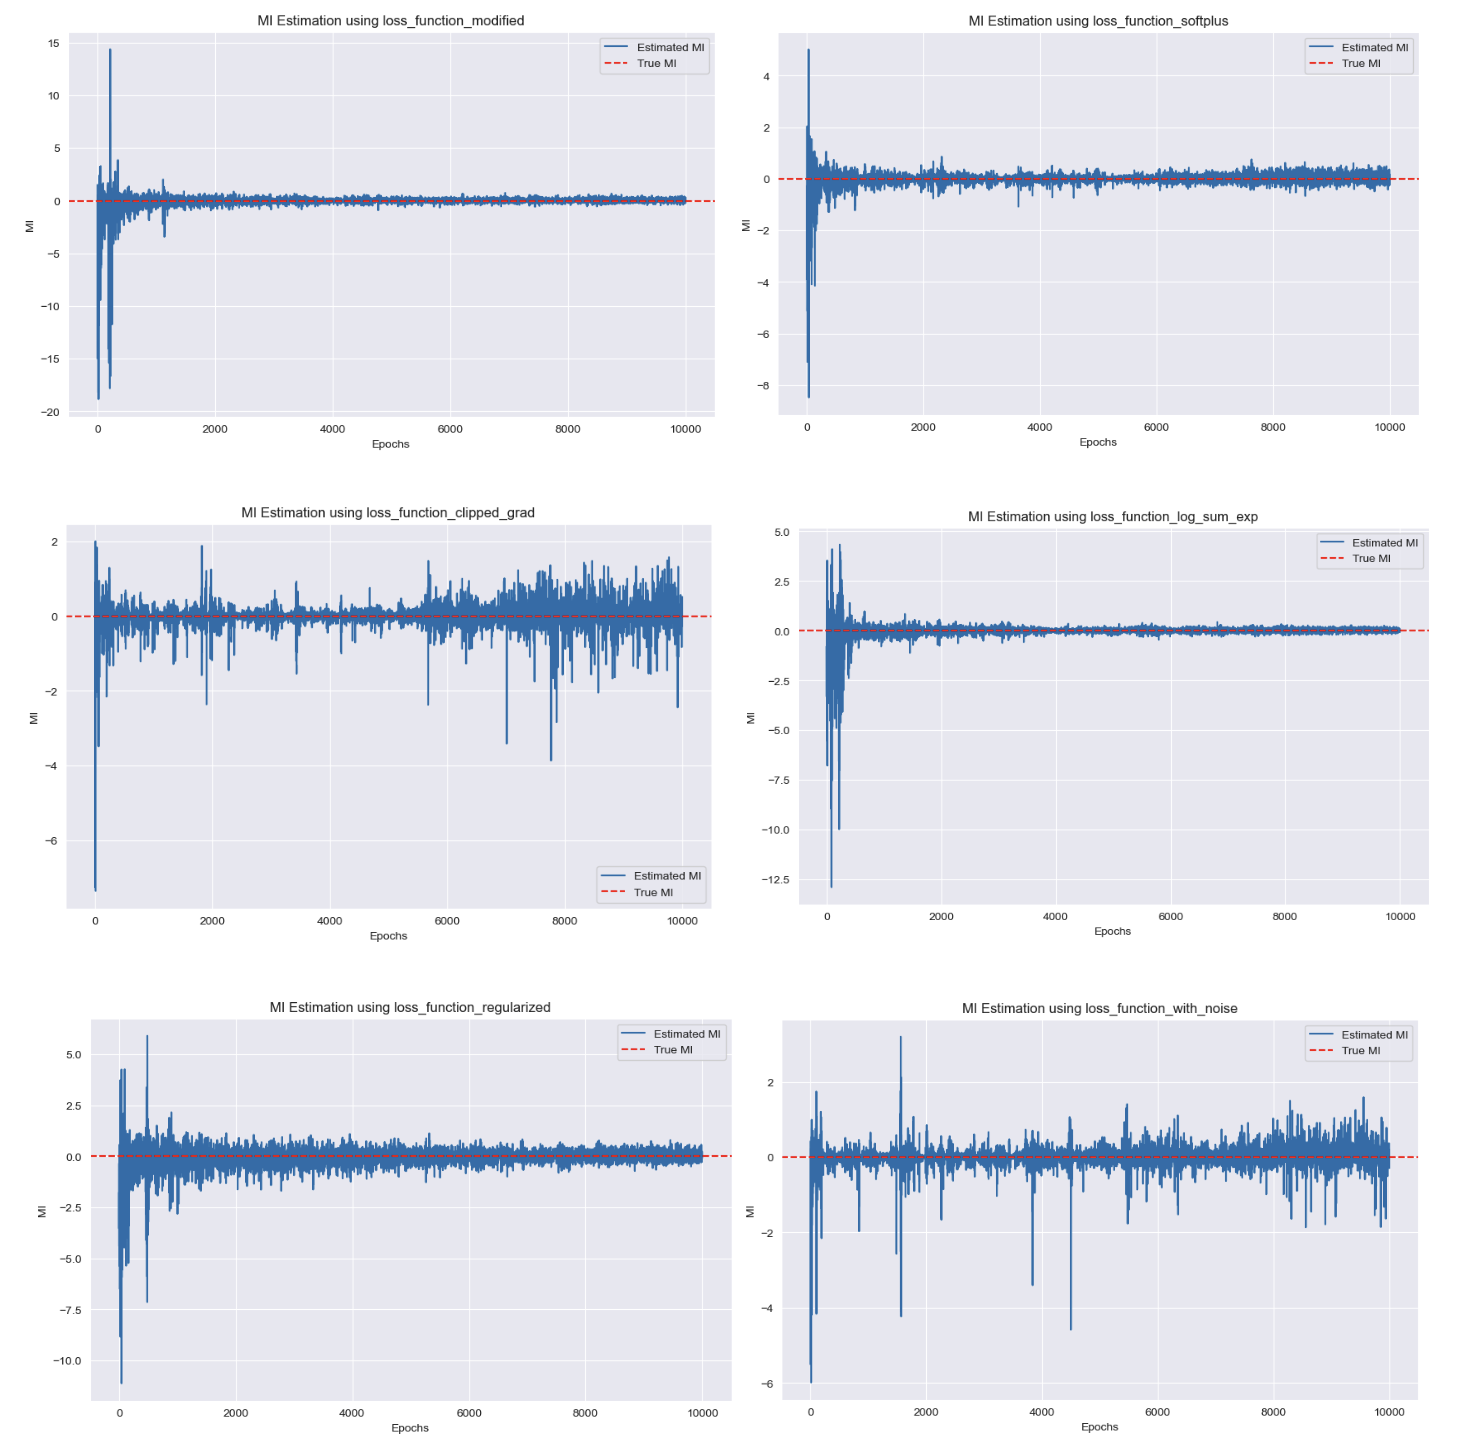 MI Estimation using loss_function_modified
15
10
5
0
−5
−10
−15
−20
MI
0 2000 4000 6000 8000 10000
Epochs
Estimated MI
True MI
MI Estimation using loss_function_softplus
4
2
0
−2
−4
−6
−8
MI
0 2000 4000 6000 8000 10000
Epochs
Estimated MI
True MI
MI Estimation using loss_function_clipped_grad
2
0
−2
−4
−6
MI
0 2000 4000 6000 8000 10000
Epochs
Estimated MI
True MI
MI Estimation using loss_function_log_sum_exp
5.0
2.5
0.0
−2.5
−5.0
−7.5
−10.0
−12.5
MI
0 2000 4000 6000 8000 10000
Epochs
Estimated MI
True MI
MI Estimation using loss_function_regularized
5.0
2.5
0.0
−2.5
−5.0
−7.5
−10.0
MI
0 2000 4000 6000 8000 10000
Epochs
Estimated MI
True MI
MI Estimation using loss_function_with_noise
2
0
−2
−4
−6
MI
0 2000 4000 6000 8000 10000
Epochs
Estimated MI
True MI